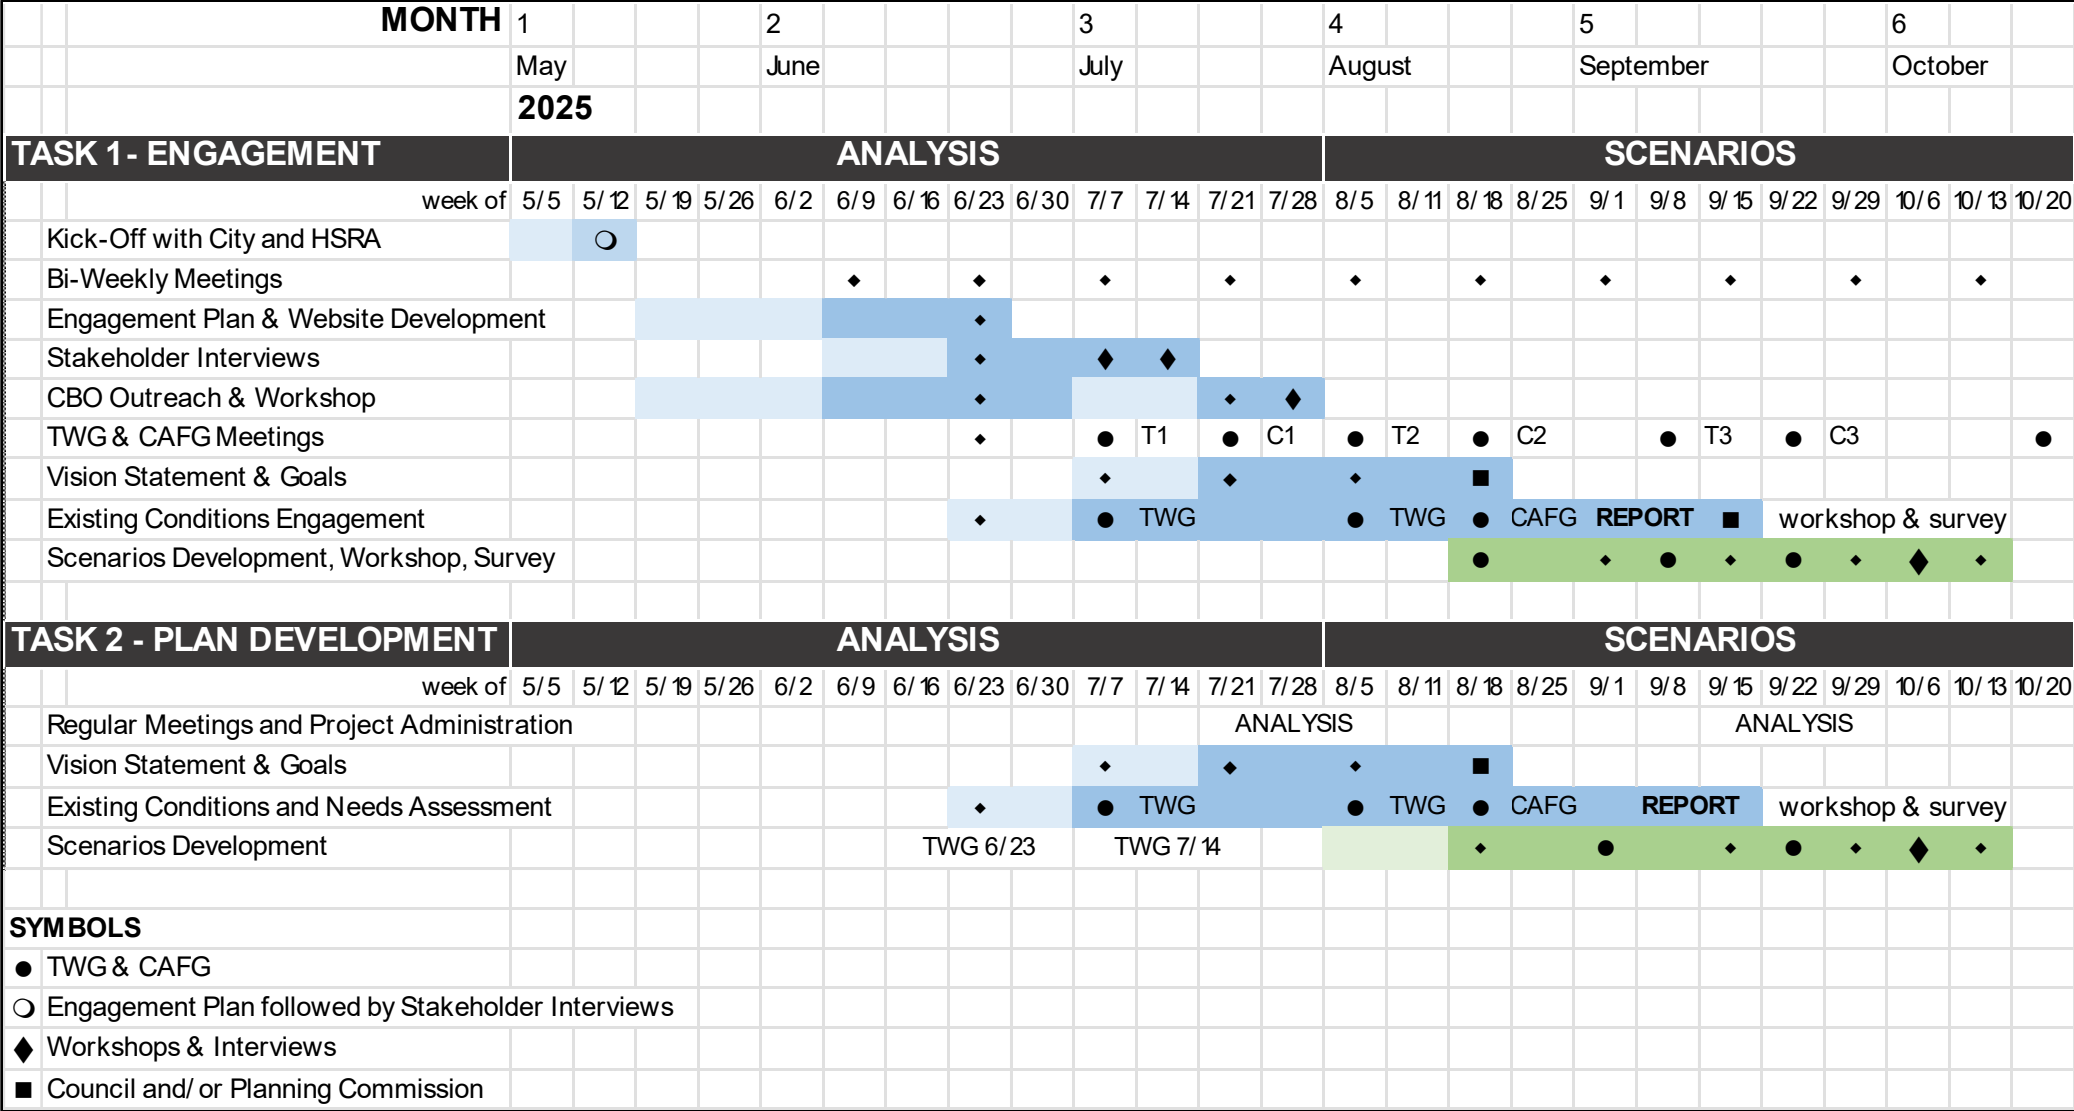 MONTH 1 2 3 4 5 6
May June July August September October
2025
TASK 1 - ENGAGEMENT ANALYSIS SCENARIOS
week of 5/5 5/12 5/19 5/26 6/2 6/9 6/16 6/23 6/30 7/7 7/14 7/21 7/28 8/5 8/11 8/18 8/25 9/1 9/8 9/15 9/22 9/29 10/6 10/13 10/20
Kick-Off with City and HSRA
Bi-Weekly Meetings
Engagement Plan & Website Development
Stakeholder Interviews
CBO Outreach & Workshop
TWG & CAFG Meetings T1 C1 T2 C2 T3 C3
Vision Statement & Goals
Existing Conditions Engagement TWG TWG CAFG REPORT workshop & survey
Scenarios Development, Workshop, Survey
TASK 2 - PLAN DEVELOPMENT ANALYSIS SCENARIOS
week of 5/5 5/12 5/19 5/26 6/2 6/9 6/16 6/23 6/30 7/7 7/14 7/21 7/28 8/5 8/11 8/18 8/25 9/1 9/8 9/15 9/22 9/29 10/6 10/13 10/20
Regular Meetings and Project Administration ANALYSIS ANALYSIS
Vision Statement & Goals
Existing Conditions and Needs Assessment TWG TWG CAFG REPORT workshop & survey
Scenarios Development TWG 6/23 TWG 7/14
SYMBOLS
TWG & CAFG
Engagement Plan followed by Stakeholder Interviews
Workshops & Interviews
Council and/or Planning Commission